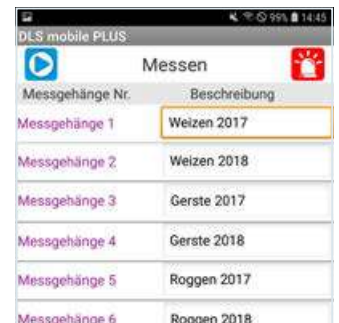 99% 14:45
DLS mobile PLUS
Messen
Messgehänge Nr. Beschreibung
Messgehänge 1 Weizen 2017
Messgehänge 2 Weizen 2018
Messgehänge 3 Gerste 2017
Messgehänge 4 Gerste 2018
Messgehänge 5 Roggen 2017
Messgehänge 6 Roggen 2018